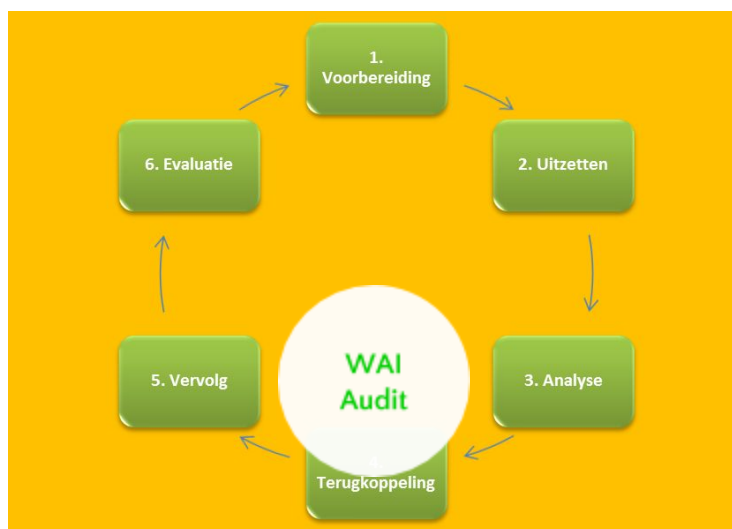 1.
Voorbereiding
2. Uitzetten
3. Analyse
Terugkoppeling
5. Vervolg
6. Evaluatie
WAI
Audit